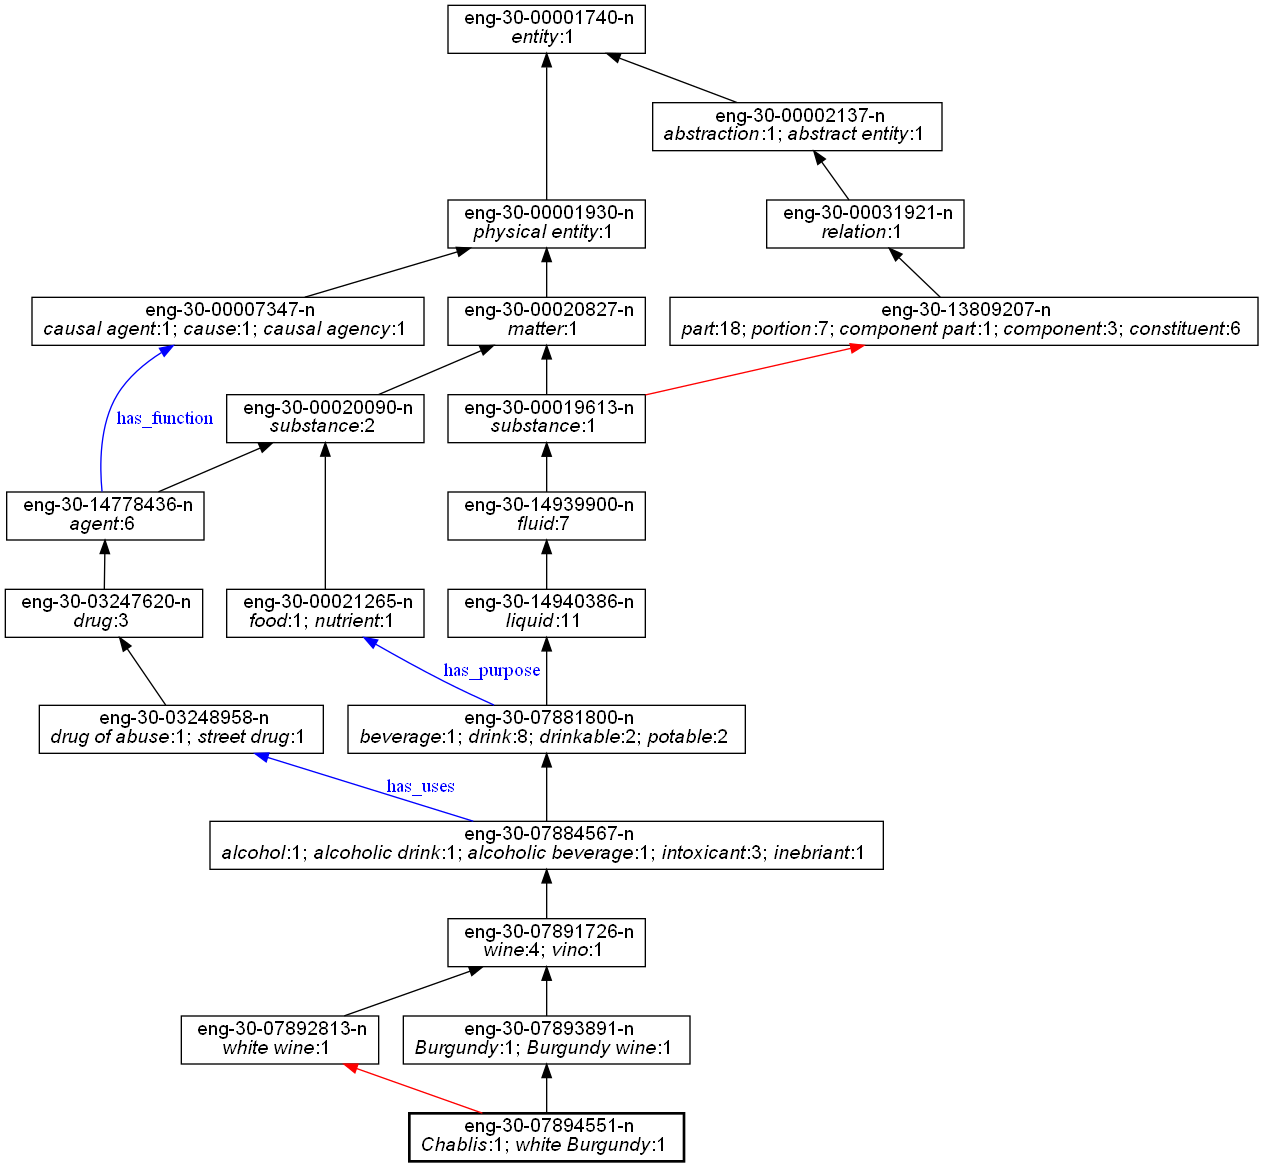 eng-30-00001740-n
entity:1
eng-30-00002137-n
abstraction:1; abstract entity:1
eng-30-00001930-n
physical entity:1
eng-30-00031921-n
relation:1
eng-30-00007347-n
causal agent:1; cause:1; causal agency:1
eng-30-00020827-n
matter:1
eng-30-13809207-n
part:18; portion:7; component part:1; component:3; constituent:6
eng-30-00020090-n
substance:2
eng-30-00019613-n
substance:1
has_function
eng-30-14778436-n
agent:6
eng-30-14939900-n
fluid:7
eng-30-03247620-n
drug:3
eng-30-00021265-n
food:1; nutrient:1
eng-30-14940386-n
liquid:11
has_purpose
eng-30-03248958-n
drug of abuse:1; street drug:1
eng-30-07881800-n
beverage:1; drink:8; drinkable:2; potable:2
has_uses
eng-30-07884567-n
alcohol:1; alcoholic drink:1; alcoholic beverage:1; intoxicant:3; inebriant:1
eng-30-07891726-n
wine:4; vino:1
eng-30-07892813-n
white wine:1
eng-30-07893891-n
Burgundy:1; Burgundy wine:1
eng-30-07894551-n
Chablis:1; white Burgundy:1